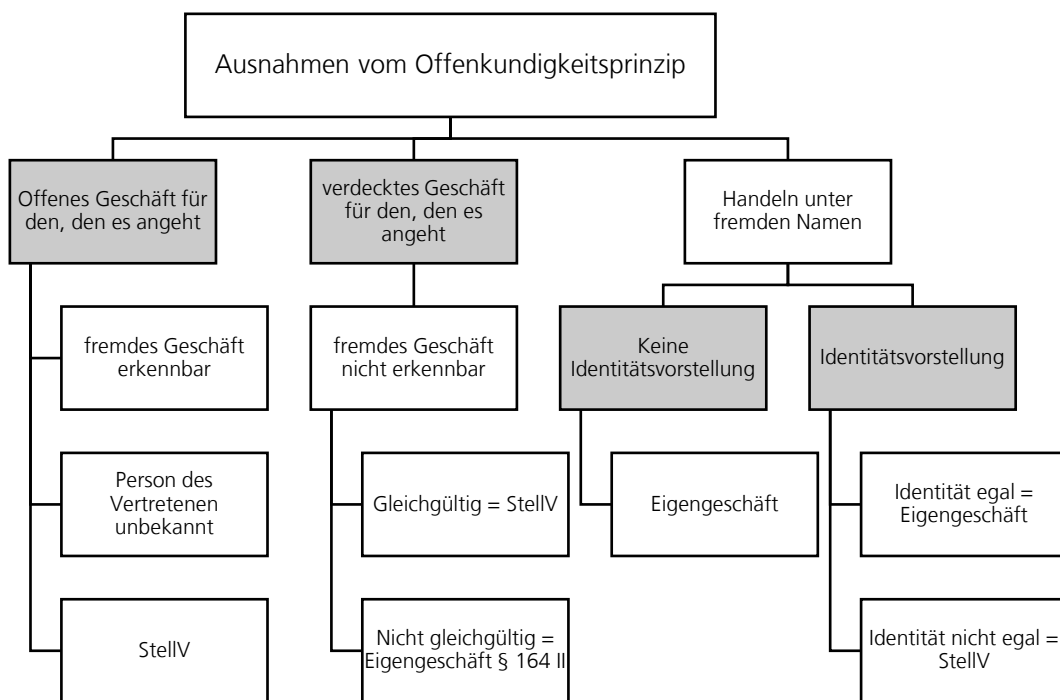 Ausnahmen vom Offenkundigkeitsprinzip
Offenes Geschäft für
den, den es angeht
verdecktes Geschäft
für den, den es
angeht
Handeln unter
fremden Namen
fremdes Geschäft
erkennbar
fremdes Geschäft
nicht erkennbar
Keine
Identitätsvorstellung
Identitätsvorstellung
Person des
Vertretenen
unbekannt
Gleichgültig = StellV
Eigengeschäft
Identität egal =
Eigengeschäft
StellV
Nicht gleichgültig =
Eigengeschäft § 164 II
Identität nicht egal =
StellV